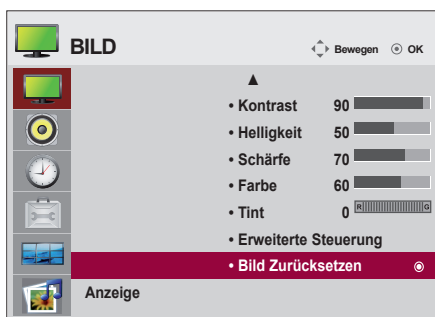 BILD
Bewegen OK
• Kontrast 90
• Helligkeit 50
• Schärfe 70
• Farbe 60
• Tint 0 R G
• Erweiterte Steuerung
• Bild Zurücksetzen
Anzeige